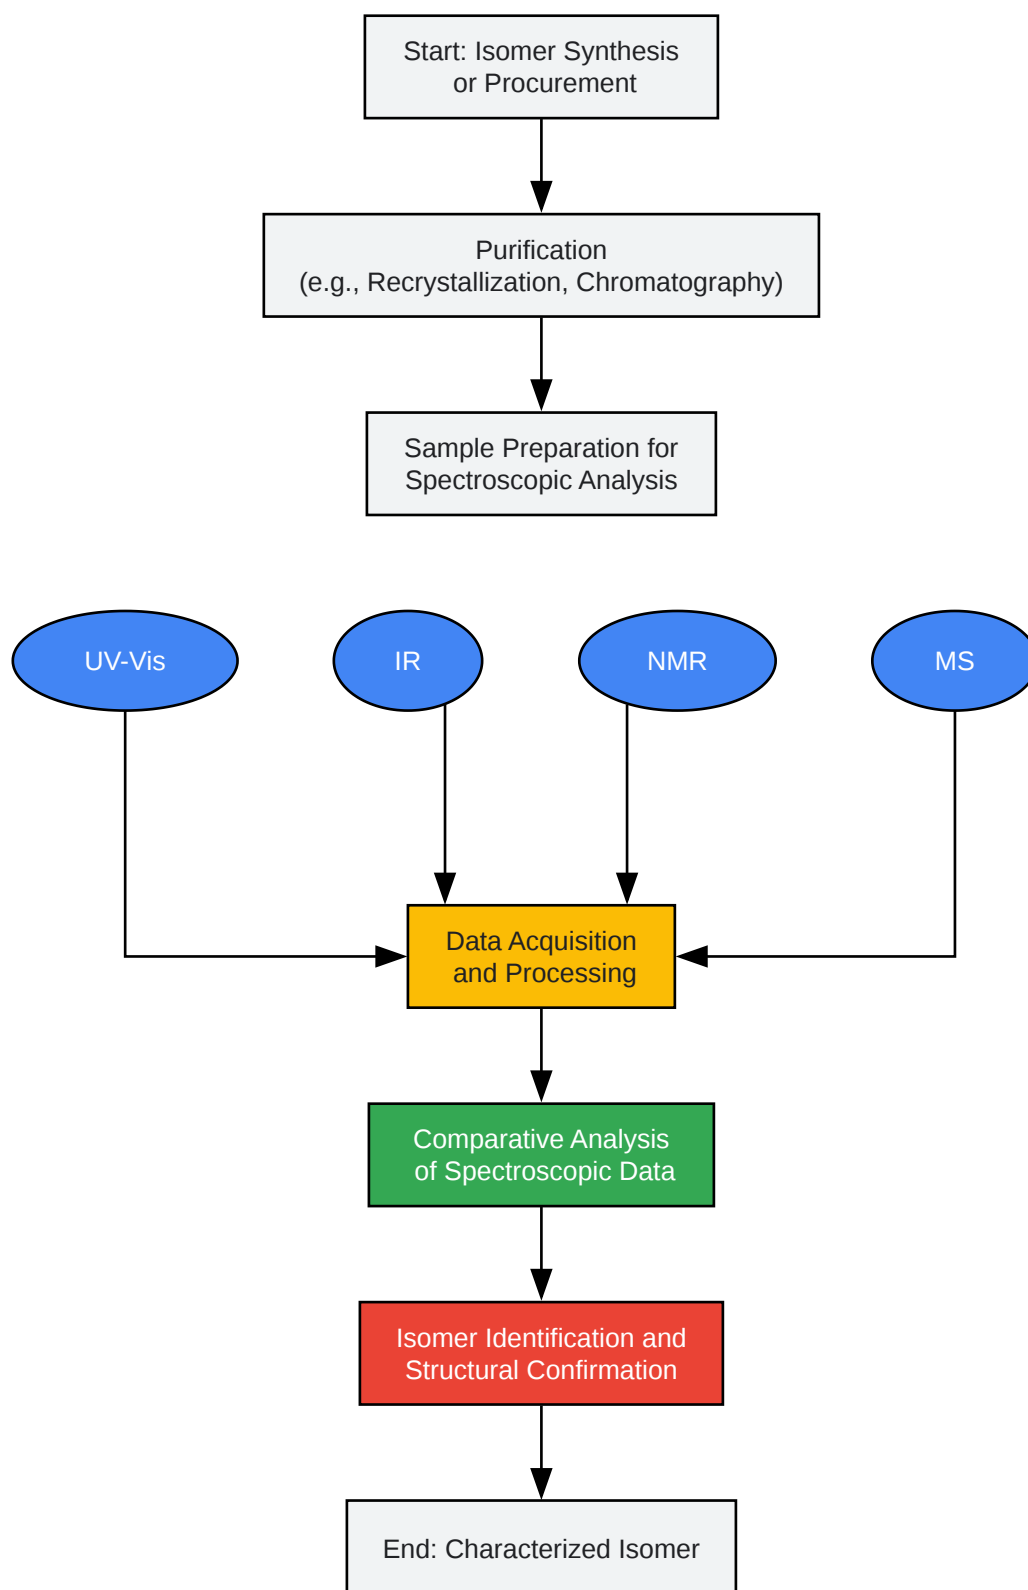 Start: Isomer Synthesis
or Procurement
Purification
(e.g., Recrystallization, Chromatography)
Sample Preparation for
Spectroscopic Analysis
UV-Vis
IR
NMR
MS
Data Acquisition
and Processing
Comparative Analysis
of Spectroscopic Data
Isomer Identification and
Structural Confirmation
End: Characterized Isomer